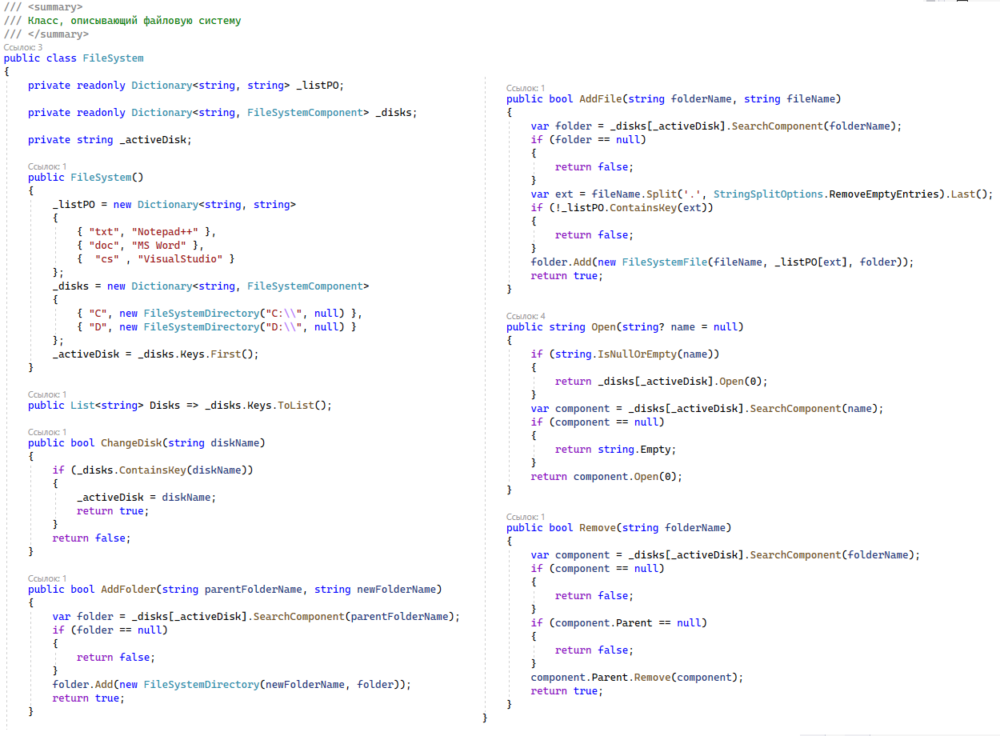 /// <summary>
/// Класс, описывающий файловую систему
/// </summary>
Ссылок: 3
public class FileSystem
{
private readonly Dictionary<string, string> _listPO;
private readonly Dictionary<string, FileSystemComponent> _disks;
private string _activeDisk;
Ссылок: 1
public FileSystem()
{
_listPO = new Dictionary<string, string>
{
{ "txt", "Notepad++" },
{ "doc", "MS Word" },
{  "cs" , "VisualStudio" }
};
_disks = new Dictionary<string, FileSystemComponent>
{
{ "C", new FileSystemDirectory("C:\\", null) },
{ "D", new FileSystemDirectory("D:\\", null) }
};
_activeDisk = _disks.Keys.First();
}
Ссылок: 1
public List<string> Disks => _disks.Keys.ToList();
Ссылок: 1
public bool ChangeDisk(string diskName)
{
if (_disks.ContainsKey(diskName))
{
_activeDisk = diskName;
return true;
}
return false;
}
Ссылок: 1
public bool AddFolder(string parentFolderName, string newFolderName)
{
var folder = _disks[_activeDisk].SearchComponent(parentFolderName);
if (folder == null)
{
return false;
}
folder.Add(new FileSystemDirectory(newFolderName, folder));
return true;
}
Ссылок: 1
public bool AddFile(string folderName, string fileName)
{
var folder = _disks[_activeDisk].SearchComponent(folderName);
if (folder == null)
{
return false;
}
var ext = fileName.Split('.', StringSplitOptions.RemoveEmptyEntries).Last();
if (!_listPO.ContainsKey(ext))
{
return false;
}
folder.Add(new FileSystemFile(fileName, _listPO[ext], folder));
return true;
}
Ссылок: 4
public string Open(string? name = null)
{
if (string.IsNullOrEmpty(name))
{
return _disks[_activeDisk].Open(0);
}
var component = _disks[_activeDisk].SearchComponent(name);
if (component == null)
{
return string.Empty;
}
return component.Open(0);
}
Ссылок: 1
public bool Remove(string folderName)
{
var component = _disks[_activeDisk].SearchComponent(folderName);
if (component == null)
{
return false;
}
if (component.Parent == null)
{
return false;
}
component.Parent.Remove(component);
return true;
}
}